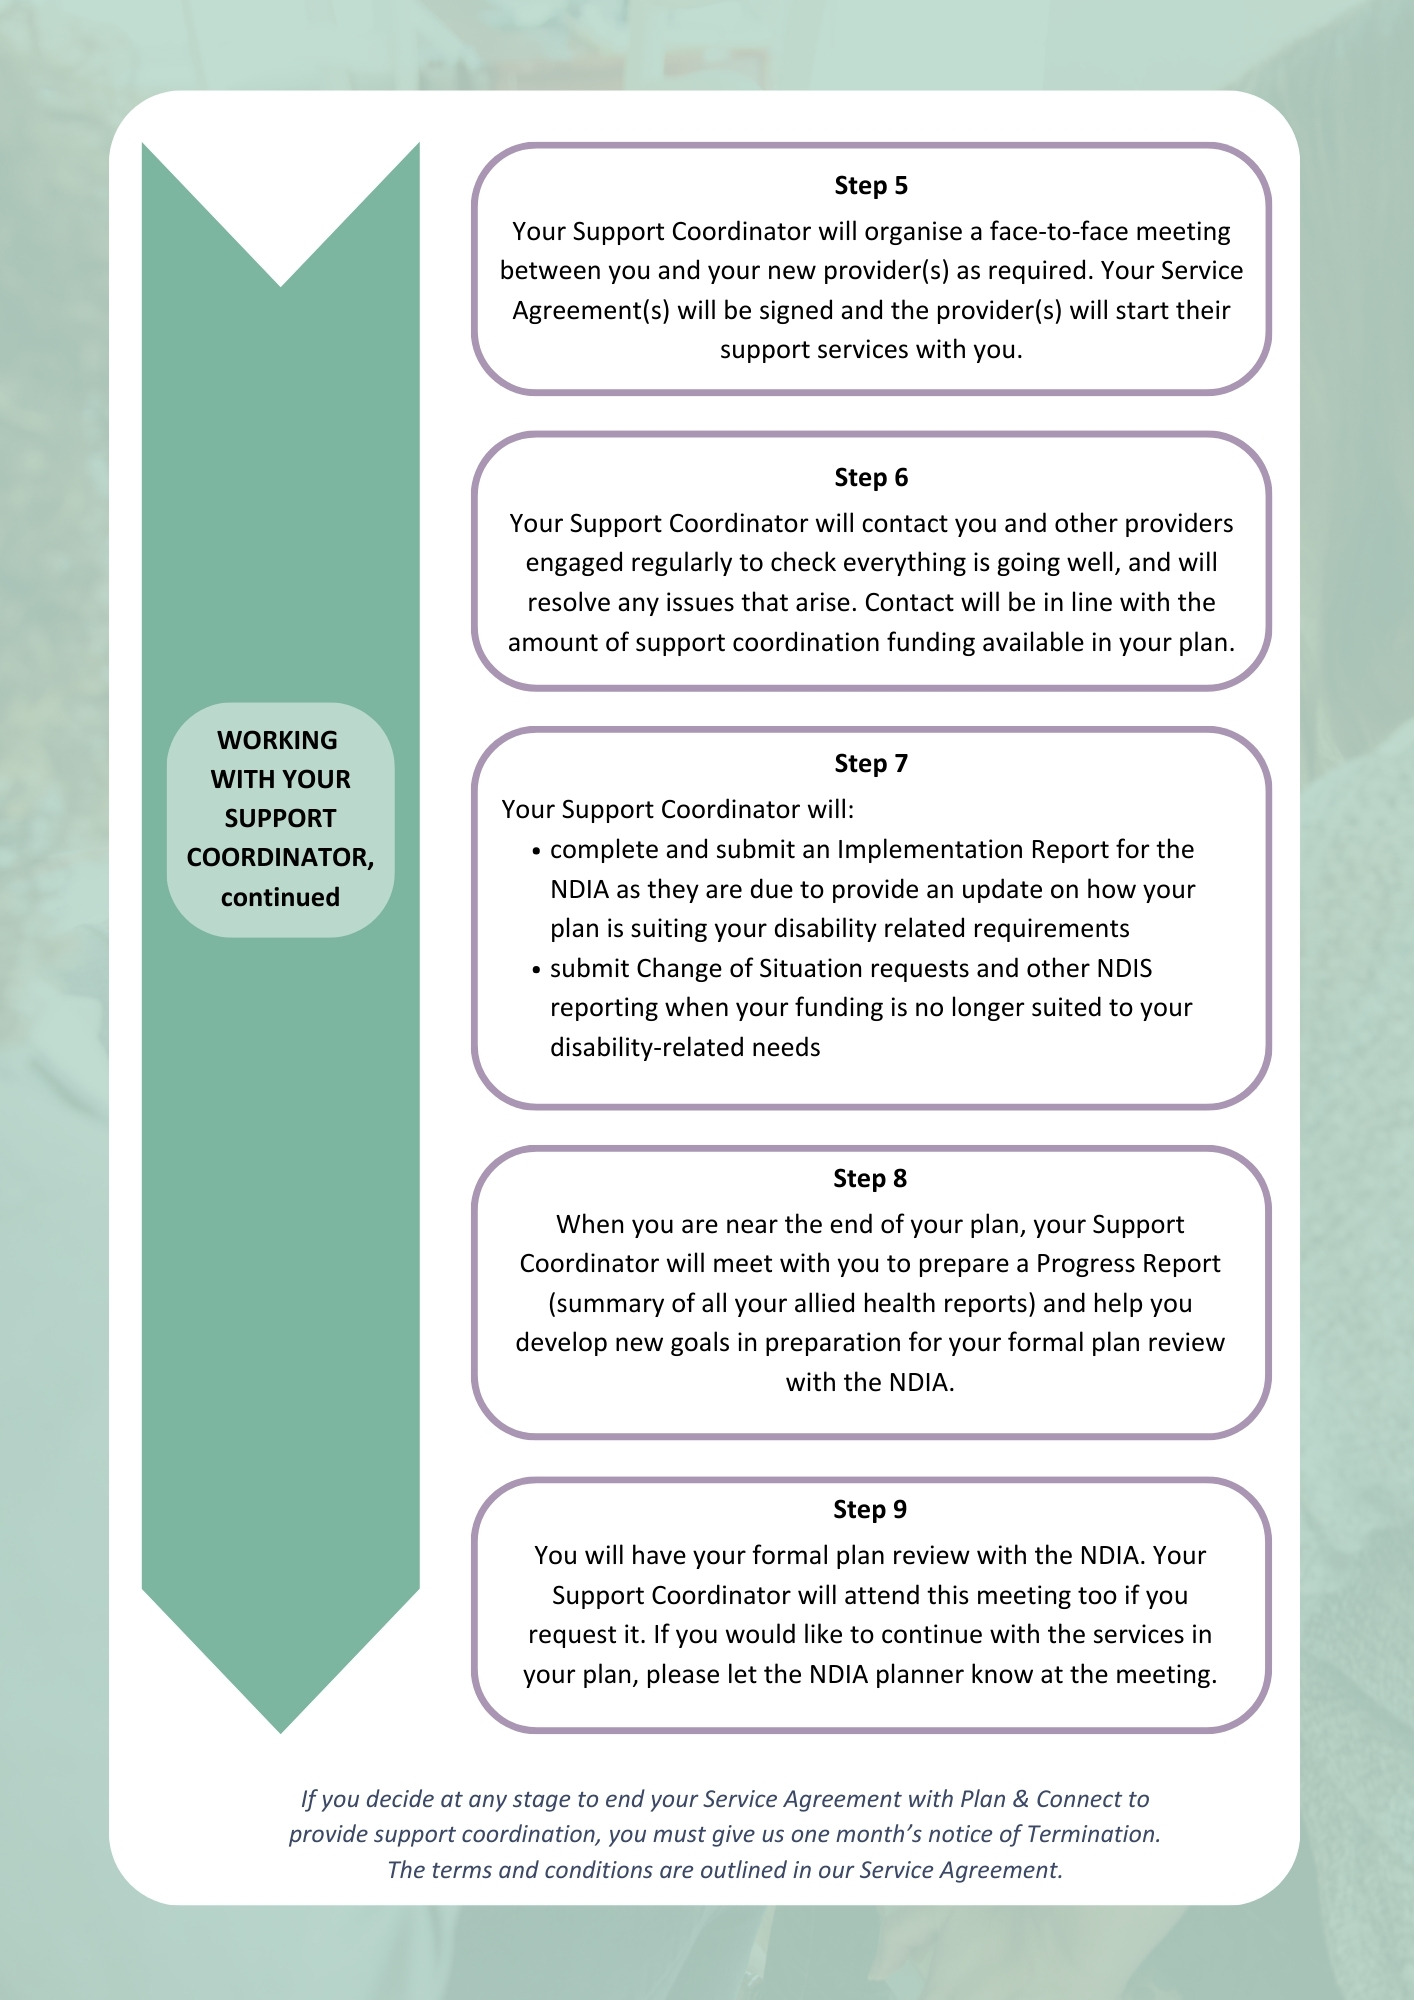 WORKING
WITH YOUR
SUPPORT
COORDINATOR,
continued
Step 5
Your Support Coordinator will organise a face-to-face meeting
between you and your new provider(s) as required. Your Service
Agreement(s) will be signed and the provider(s) will start their
support services with you.
Step 6
Your Support Coordinator will contact you and other providers
engaged regularly to check everything is going well, and will
resolve any issues that arise. Contact will be in line with the
amount of support coordination funding available in your plan.
Step 7
Your Support Coordinator will:
• complete and submit an Implementation Report for the
NDIA as they are due to provide an update on how your
plan is suiting your disability related requirements
• submit Change of Situation requests and other NDIS
reporting when your funding is no longer suited to your
disability-related needs
Step 8
When you are near the end of your plan, your Support
Coordinator will meet with you to prepare a Progress Report
(summary of all your allied health reports) and help you
develop new goals in preparation for your formal plan review
with the NDIA.
Step 9
You will have your formal plan review with the NDIA. Your
Support Coordinator will attend this meeting too if you
request it. If you would like to continue with the services in
your plan, please let the NDIA planner know at the meeting.
If you decide at any stage to end your Service Agreement with Plan & Connect to
provide support coordination, you must give us one month’s notice of Termination.
The terms and conditions are outlined in our Service Agreement.